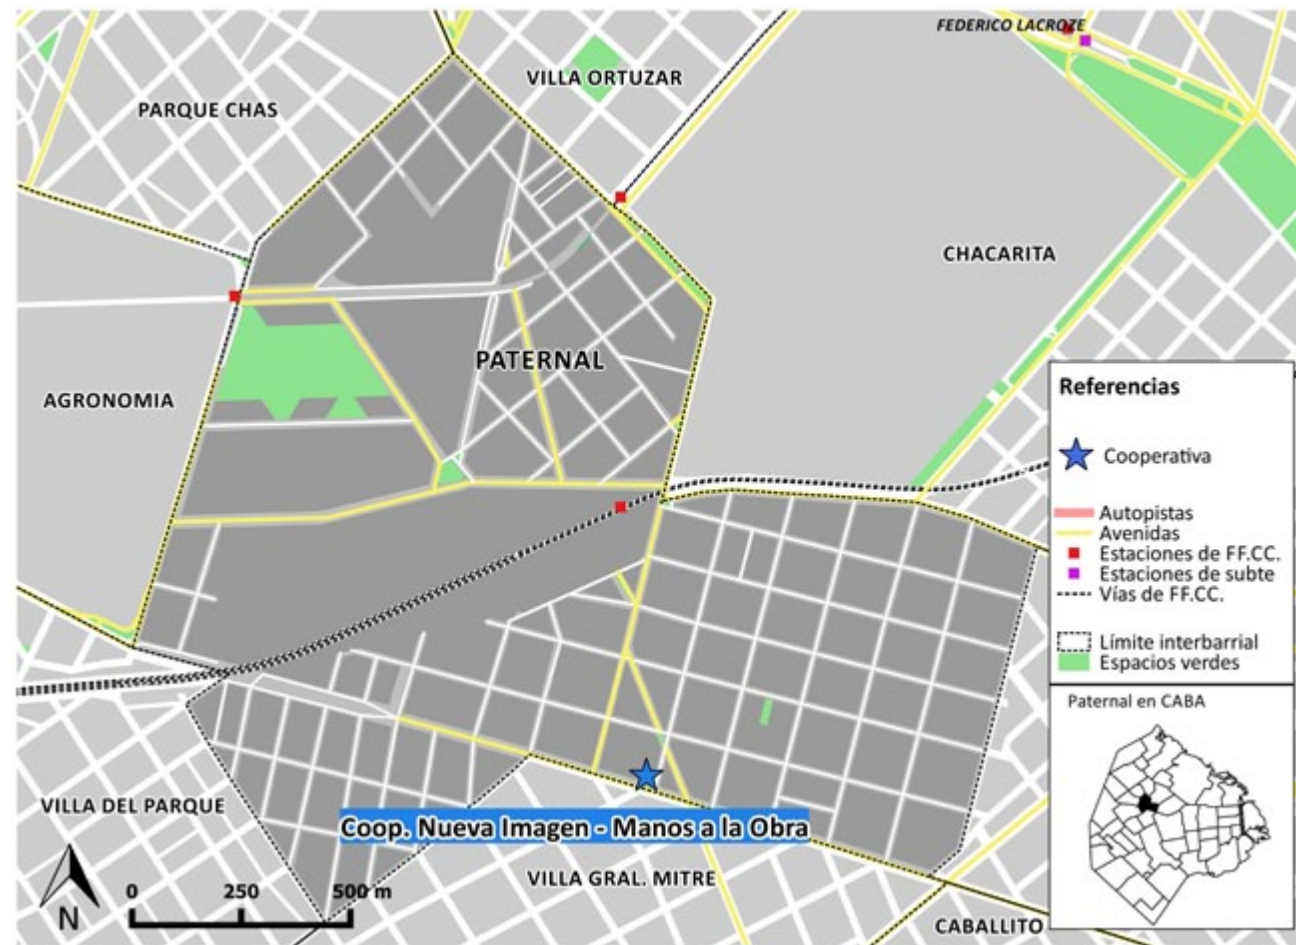 FEDERICO LACROZE
VILLA ORTUZAR
PARQUE CHAS
CHACARITA
PATERNAL
AGRONOMIA
Referencias
Cooperativa
Autopistas
Avenidas
Estaciones de FF.CC.
Estaciones de subte
Vías de FF.CC.
Límite interbarrial
Espacios verdes
Paternal en CABA
VILLA DEL PARQUE
Coop. Nueva Imagen - Manos a la Obra
VILLA GRAL. MITRE
CABALLITO
N
0 250 500 m